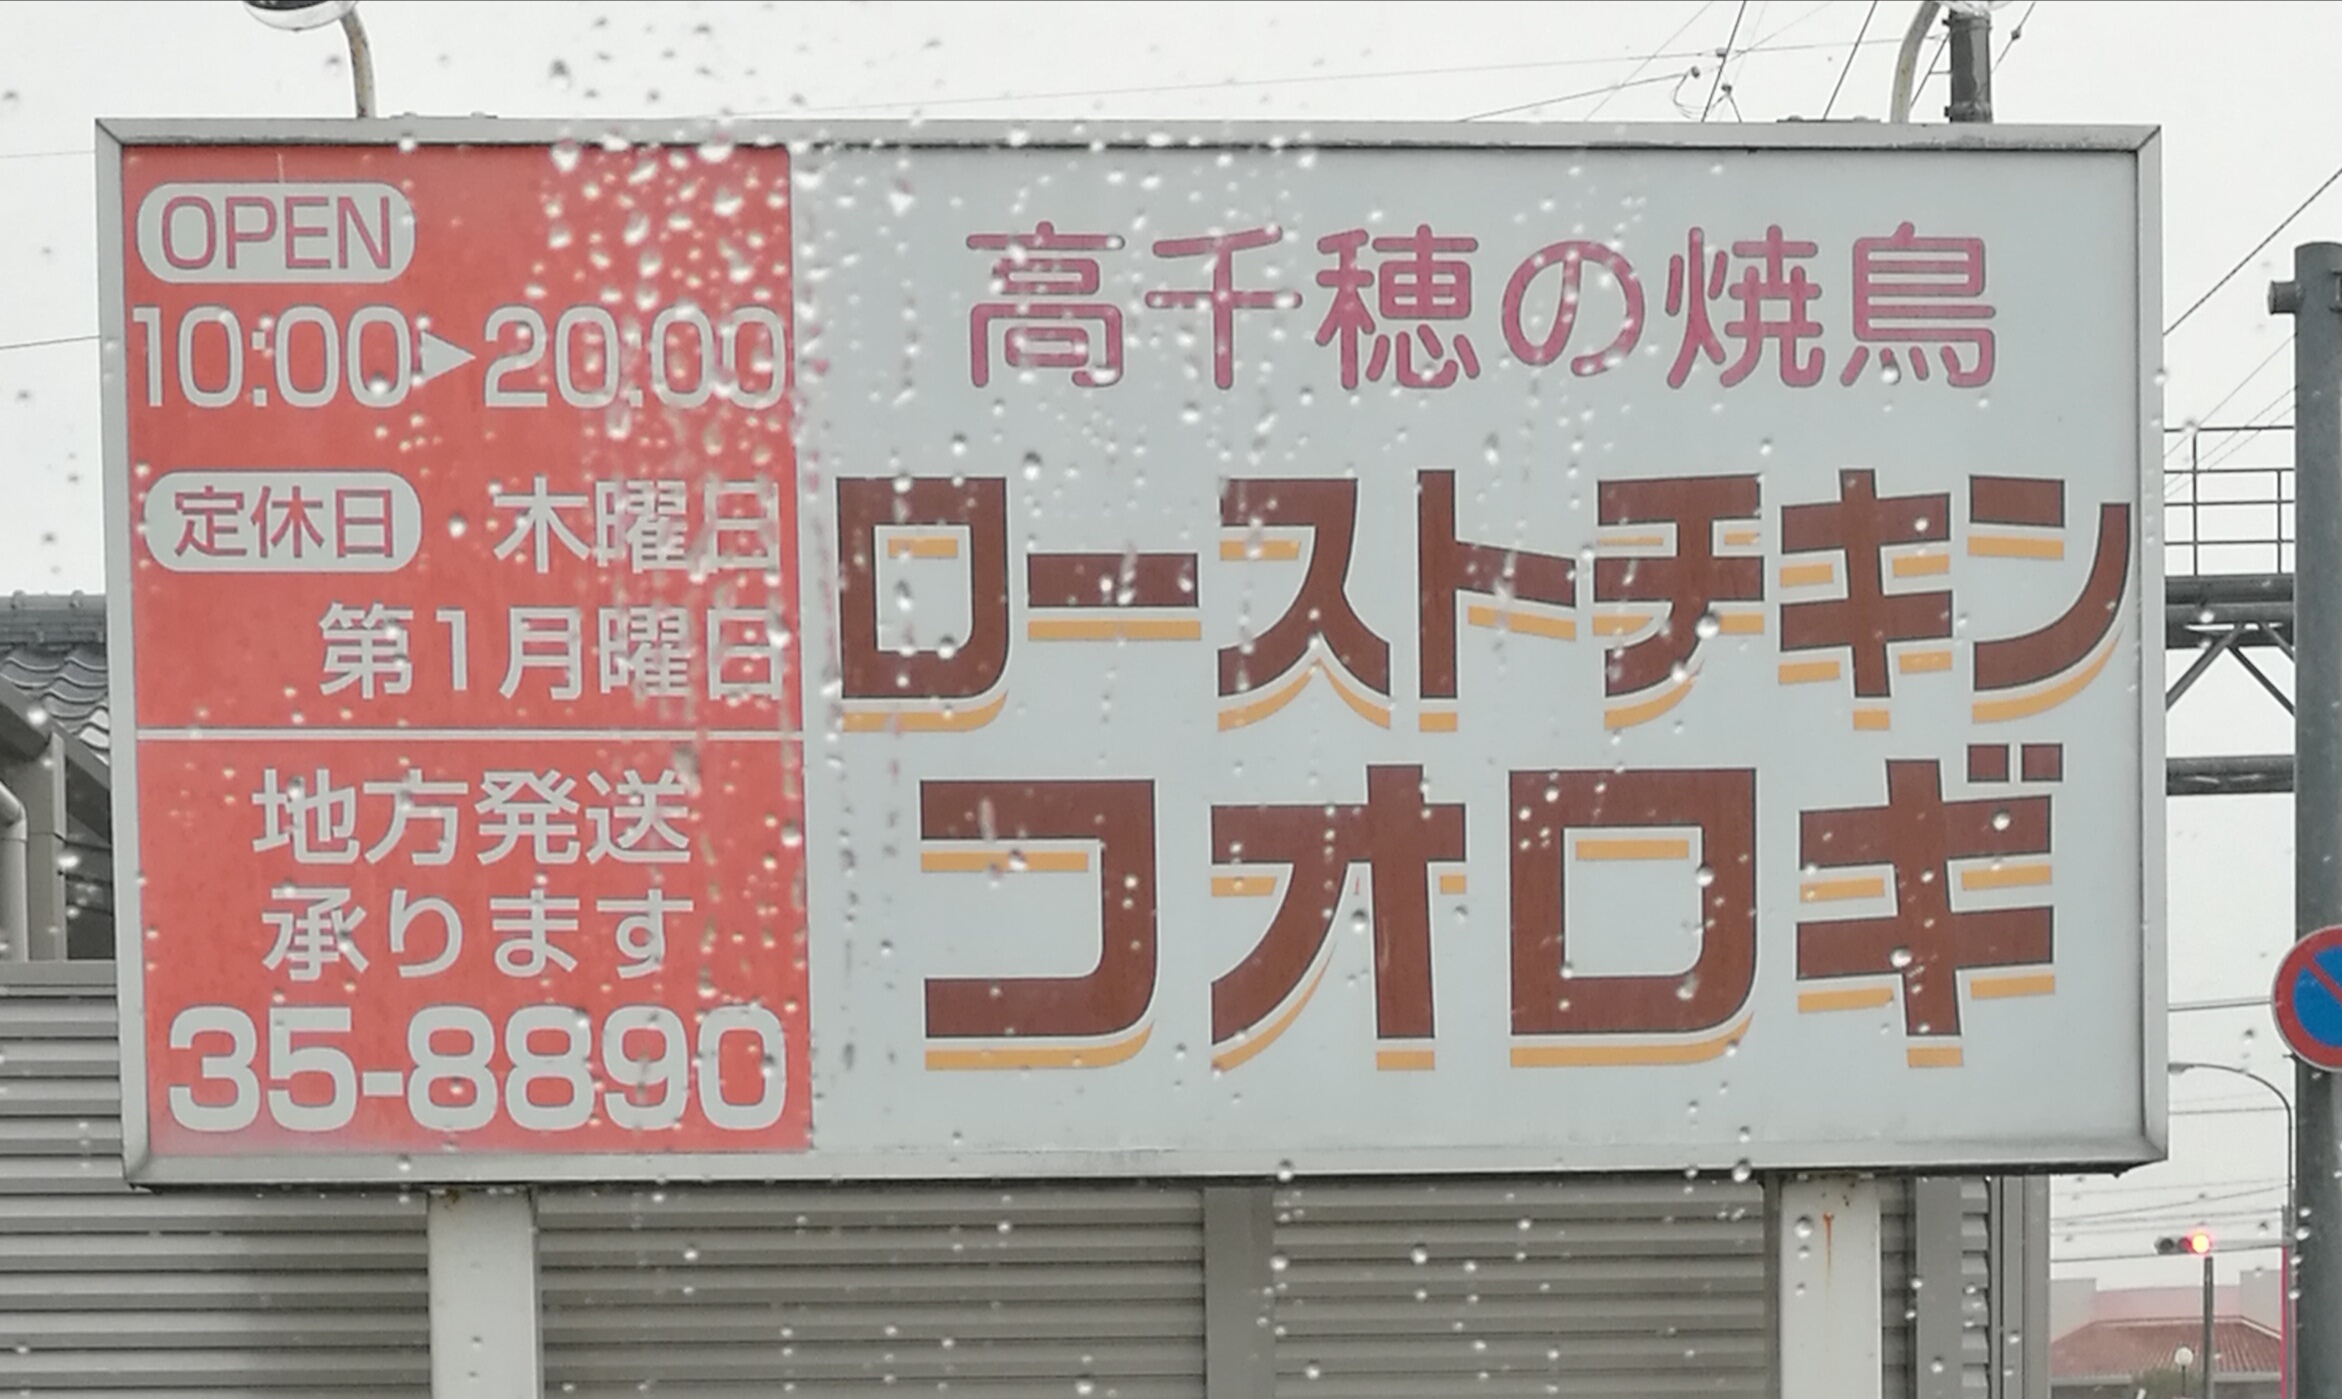 OPEN
10:00▶20:00
定休日 木曜日
第1月曜日
地方発送
承ります
35-8890
高千穂の焼鳥
ローストチキン
コオロギ